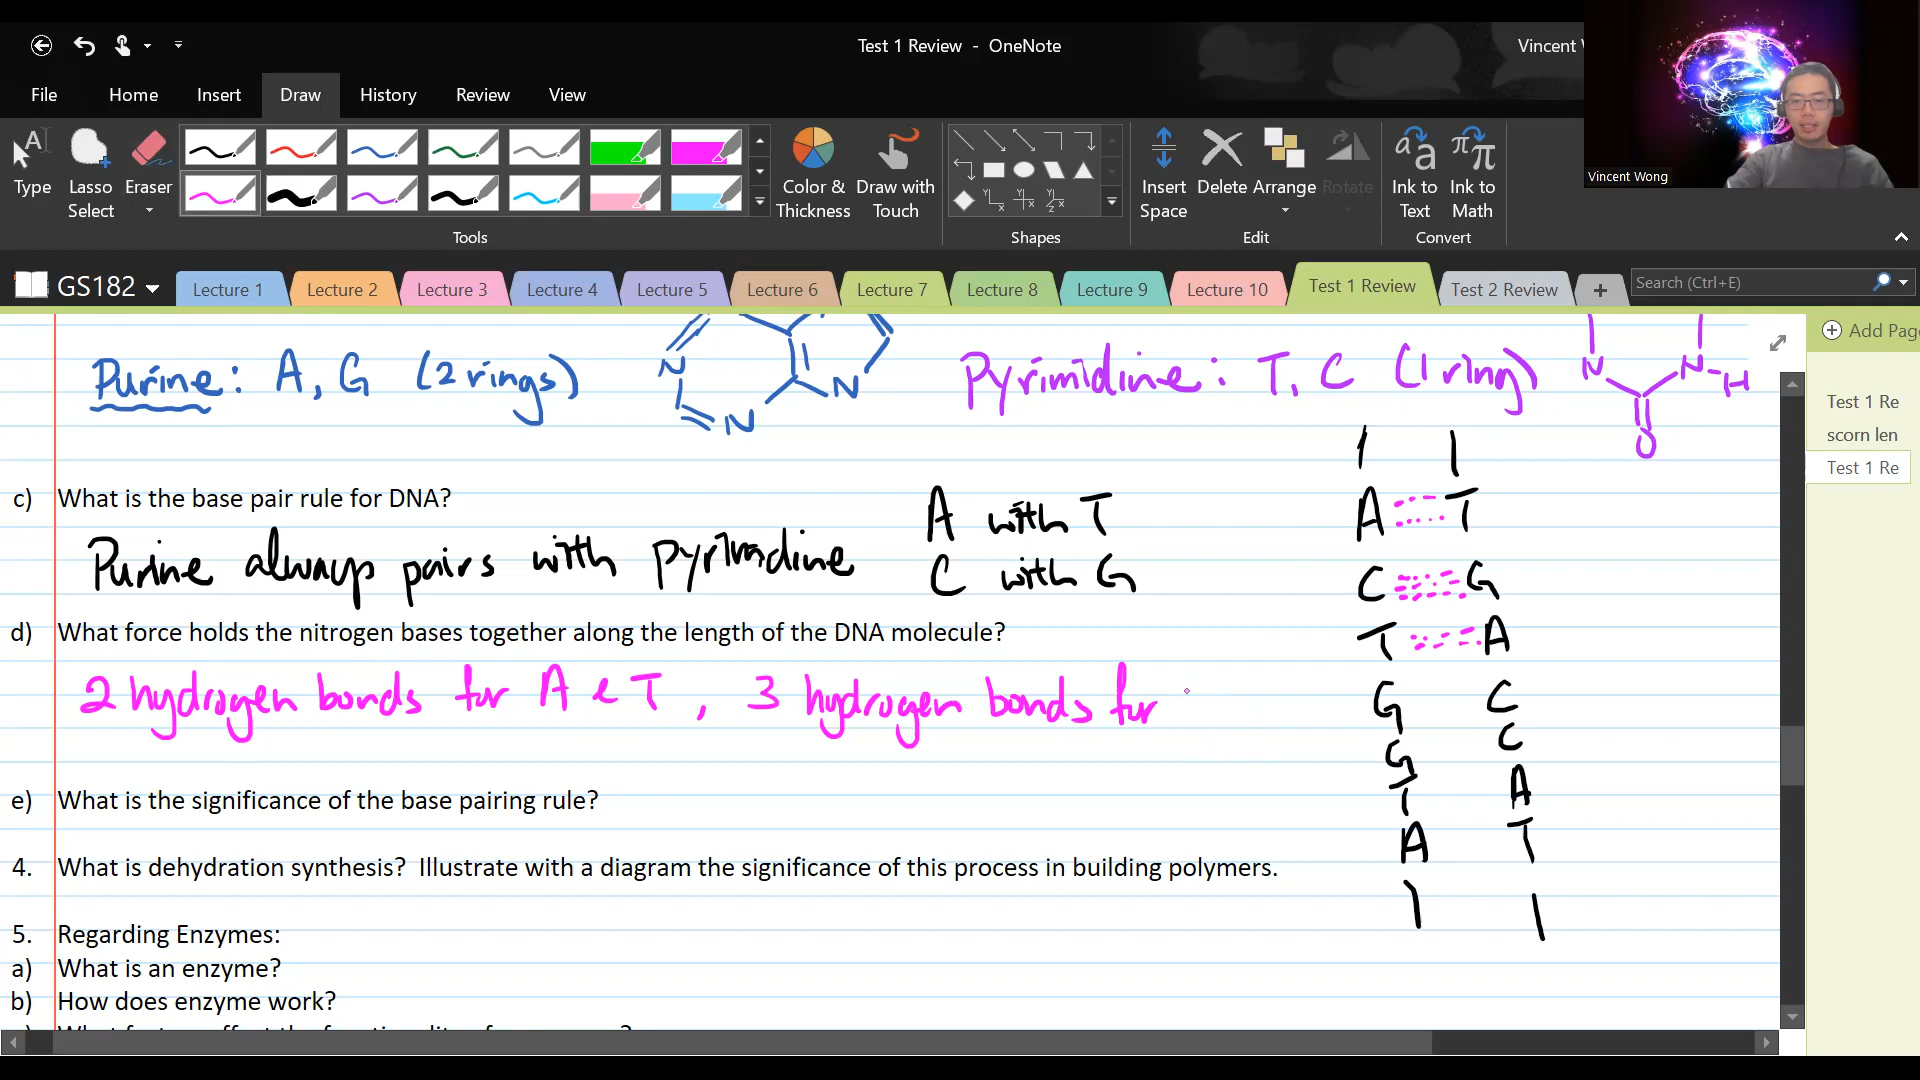 Test 1 Review - OneNote
Vincent W
File Home Insert Draw History Review View
Type
Lasso Select
Eraser
Tools
Color & Thickness
Draw with Touch
Shapes
Insert Space
Delete
Arrange
Rotate
Edit
Ink to Text
Ink to Math
Convert
Vincent Wong
GS182
Lecture 1 Lecture 2 Lecture 3 Lecture 4 Lecture 5 Lecture 6 Lecture 7 Lecture 8 Lecture 9 Lecture 10 Test 1 Review Test 2 Review
Search (Ctrl+E)
Add Pag
Test 1 Re
scorn len
Test 1 Re
Purine: A, G (2 rings)
N N N
Pyrimidine: T, C (1 ring)
N N-H
O
c) What is the base pair rule for DNA?
Purine always pairs with pyrimidine
A with T
C with G
A T
C G
T A
G C
G C
T A
A T
d) What force holds the nitrogen bases together along the length of the DNA molecule?
2 hydrogen bonds for A & T, 3 hydrogen bonds for
e) What is the significance of the base pairing rule?
4. What is dehydration synthesis? Illustrate with a diagram the significance of this process in building polymers.
5. Regarding Enzymes:
a) What is an enzyme?
b) How does enzyme work?